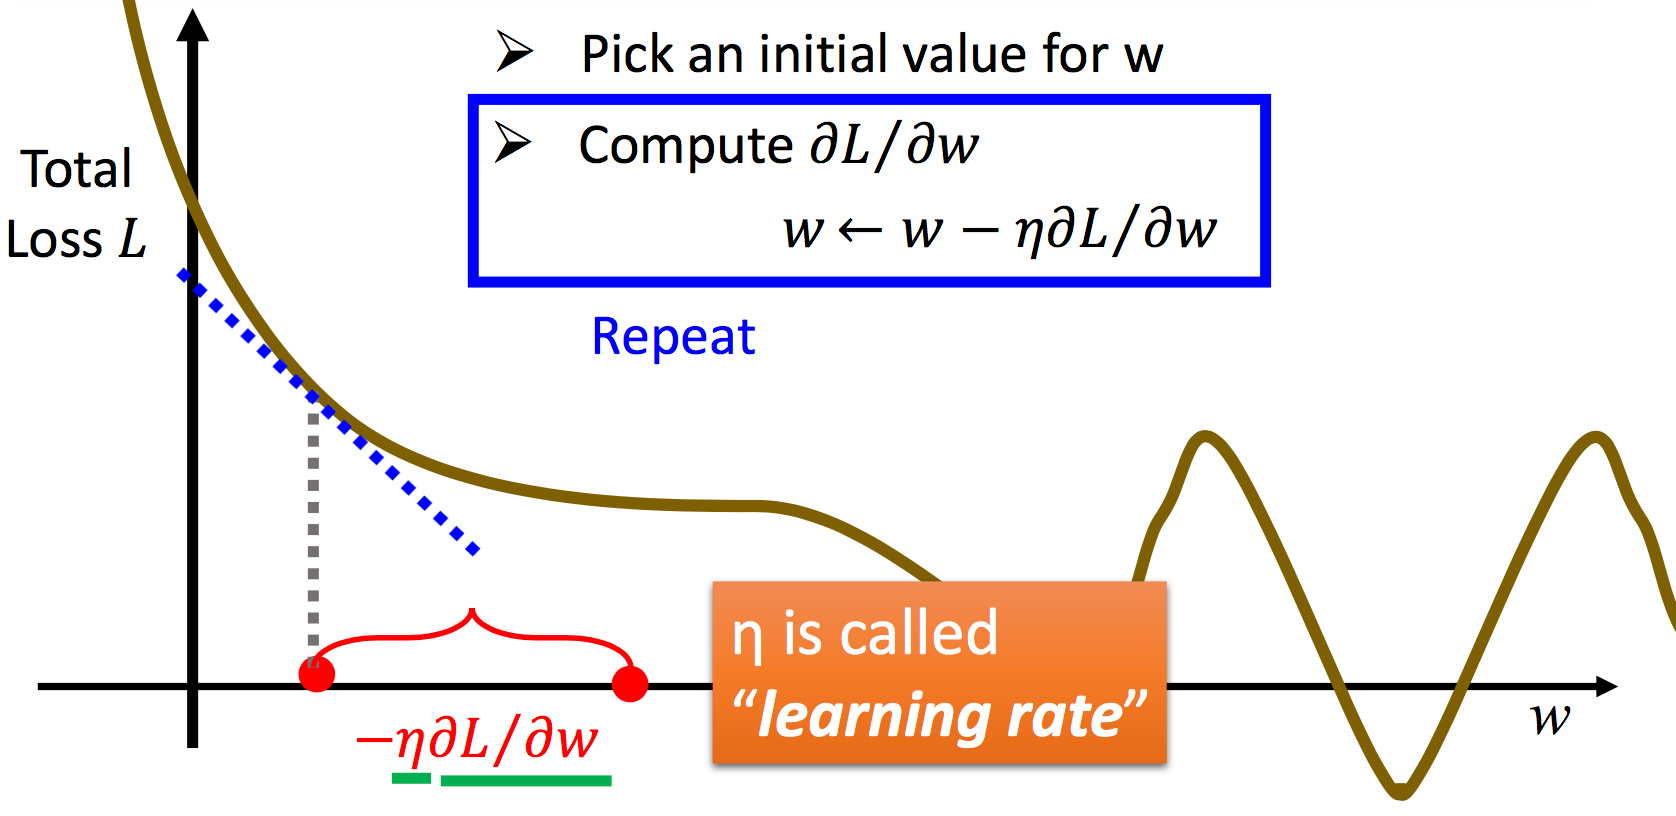 ➢ Pick an initial value for w
➢ Compute 𝜕𝐿/𝜕𝑤
𝑤 ← 𝑤 − 𝜂𝜕𝐿/𝜕𝑤
Repeat
Total
Loss 𝐿
−𝜂𝜕𝐿/𝜕𝑤
η is called
“learning rate”
𝑤